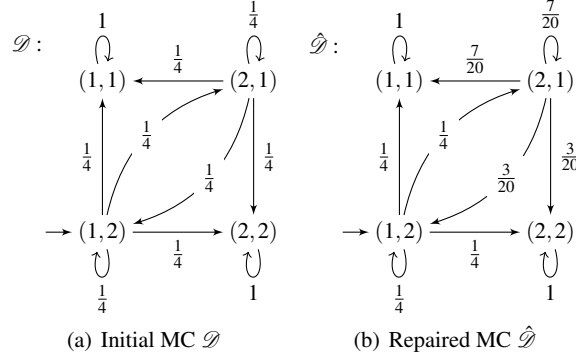 𝒟 : 1 1/4 𝒟̂ : 1 7/20
(1, 1) 1/4 (2, 1) (1, 1) 7/20 (2, 1)
1/4 1/4 1/4 1/4 1/4 1/4 3/20 3/20
(1, 2) 1/4 (2, 2) (1, 2) 1/4 (2, 2)
1/4 1 1/4 1
(a) Initial MC 𝒟 (b) Repaired MC 𝒟̂